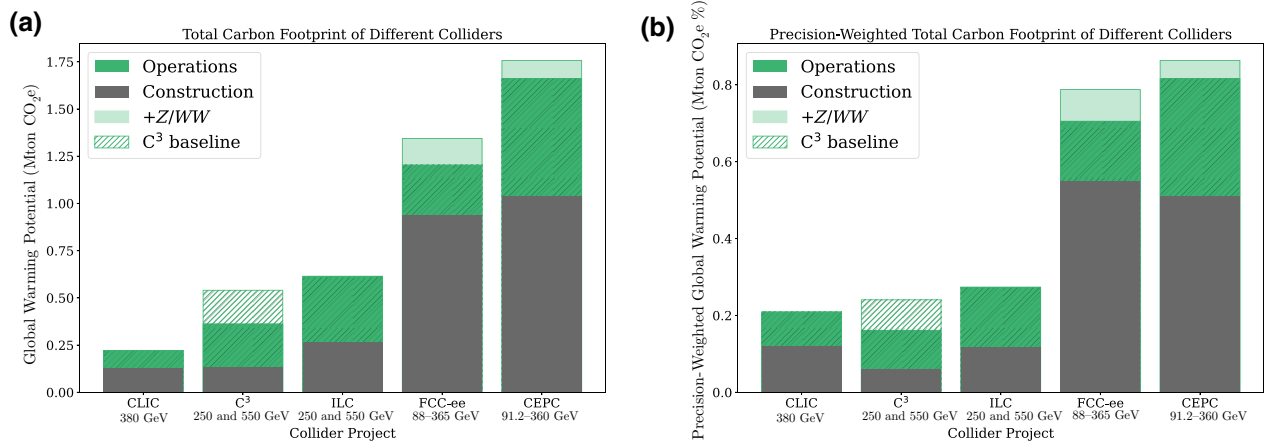 (a)
Total Carbon Footprint of Different Colliders
Global Warming Potential (Mton CO₂e)
1.75
1.50
1.25
1.00
0.75
0.50
0.25
0.00
Operations
Construction
+Z/WW
C³ baseline
CLIC
380 GeV
C³
250 and 550 GeV
ILC
250 and 550 GeV
FCC-ee
88–365 GeV
CEPC
91.2–360 GeV
Collider Project
(b)
Precision-Weighted Total Carbon Footprint of Different Colliders
Precision-Weighted Global Warming Potential (Mton CO₂e %)
0.8
0.6
0.4
0.2
0.0
Operations
Construction
+Z/WW
C³ baseline
CLIC
380 GeV
C³
250 and 550 GeV
ILC
250 and 550 GeV
FCC-ee
88–365 GeV
CEPC
91.2–360 GeV
Collider Project